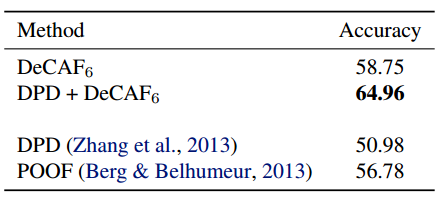 Method Accuracy
DeCAF₆ 58.75
DPD + DeCAF₆ 64.96
DPD (Zhang et al., 2013) 50.98
POOF (Berg & Belhumeur, 2013) 56.78